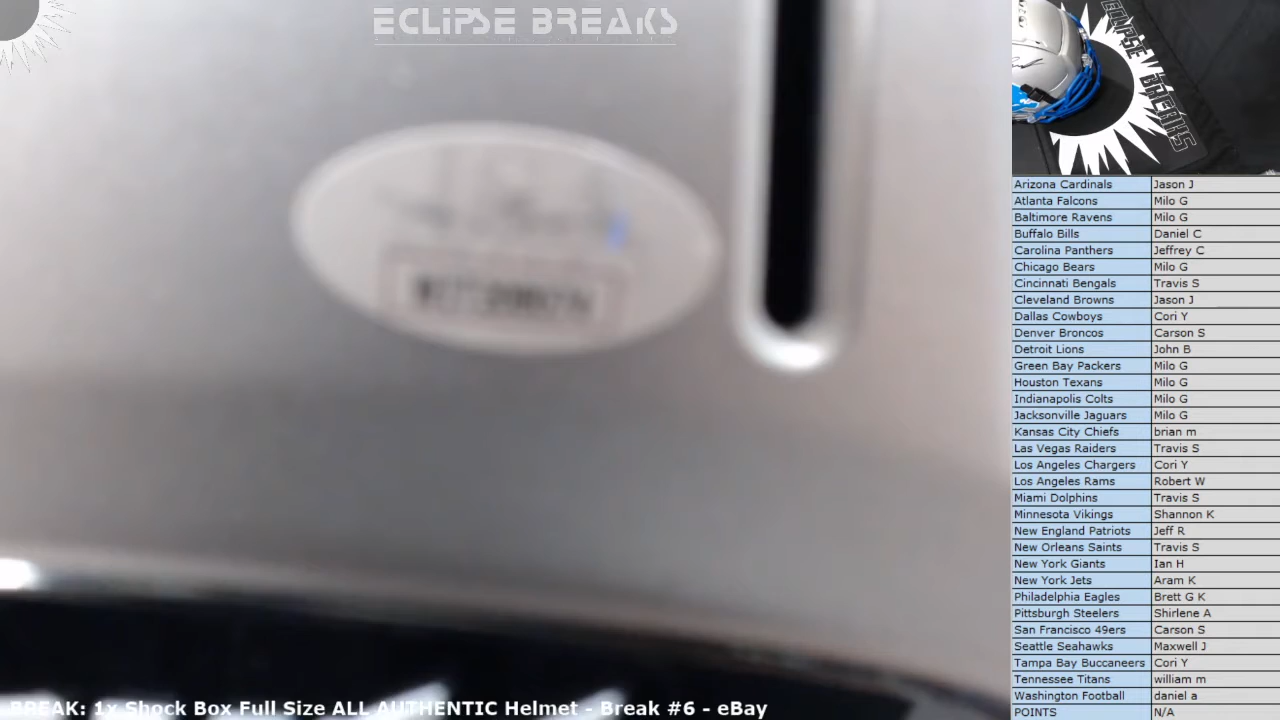 ECLIPSE BREAKS
ECLIPSE BREAKS
Arizona Cardinals Jason J
Atlanta Falcons Milo G
Baltimore Ravens Milo G
Buffalo Bills Daniel C
Carolina Panthers Jeffrey C
Chicago Bears Milo G
Cincinnati Bengals Travis S
Cleveland Browns Jason J
Dallas Cowboys Cori Y
Denver Broncos Carson S
Detroit Lions John B
Green Bay Packers Milo G
Houston Texans Milo G
Indianapolis Colts Milo G
Jacksonville Jaguars Milo G
Kansas City Chiefs brian m
Las Vegas Raiders Travis S
Los Angeles Chargers Cori Y
Los Angeles Rams Robert W
Miami Dolphins Travis S
Minnesota Vikings Shannon K
New England Patriots Jeff R
New Orleans Saints Travis S
New York Giants Ian H
New York Jets Aram K
Philadelphia Eagles Brett G K
Pittsburgh Steelers Shirlene A
San Francisco 49ers Carson S
Seattle Seahawks Maxwell J
Tampa Bay Buccaneers Cori Y
Tennessee Titans william m
Washington Football daniel a
POINTS N/A
BREAK: 1x Shock Box Full Size ALL AUTHENTIC Helmet - Break #6 - eBay